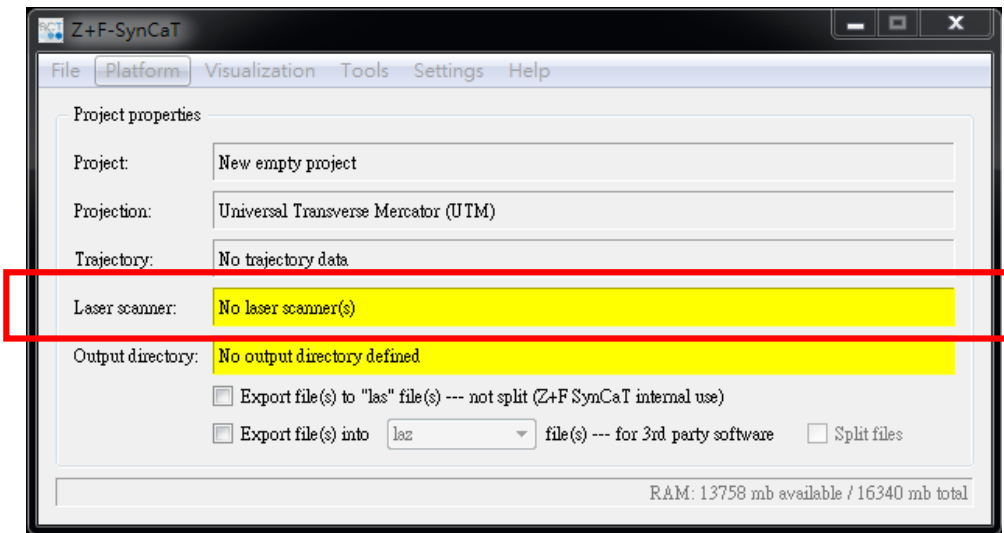 Z+F-SynCaT
File Platform Visualization Tools Settings Help
Project properties
Project: New empty project
Projection: Universal Transverse Mercator (UTM)
Trajectory: No trajectory data
Laser scanner: No laser scanner(s)
Output directory: No output directory defined
Export file(s) to "las" file(s) --- not split (Z+F SynCaT internal use)
Export file(s) into laz file(s) --- for 3rd party software Split files
RAM: 13758 mb available / 16340 mb total